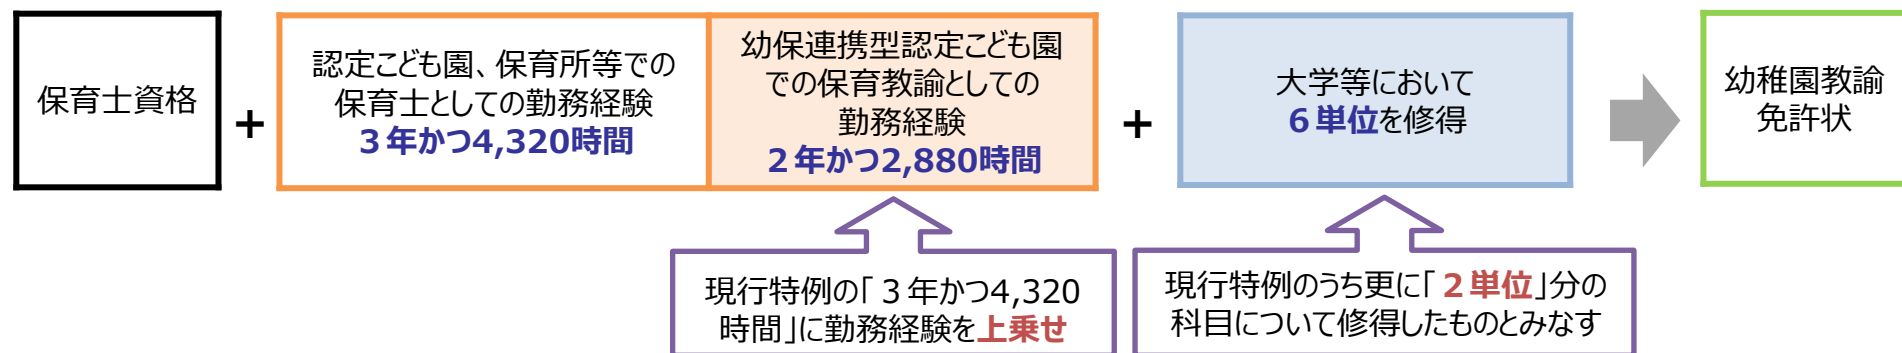 保育士資格
+
認定こども園、保育所等での
保育士としての勤務経験
３年かつ4,320時間
幼保連携型認定こども園
での保育教諭としての
勤務経験
２年かつ2,880時間
+
大学等において
６単位を修得
幼稚園教諭
免許状
現行特例の「３年かつ4,320
時間」に勤務経験を上乗せ
現行特例のうち更に「２単位」分の
科目について修得したものとみなす